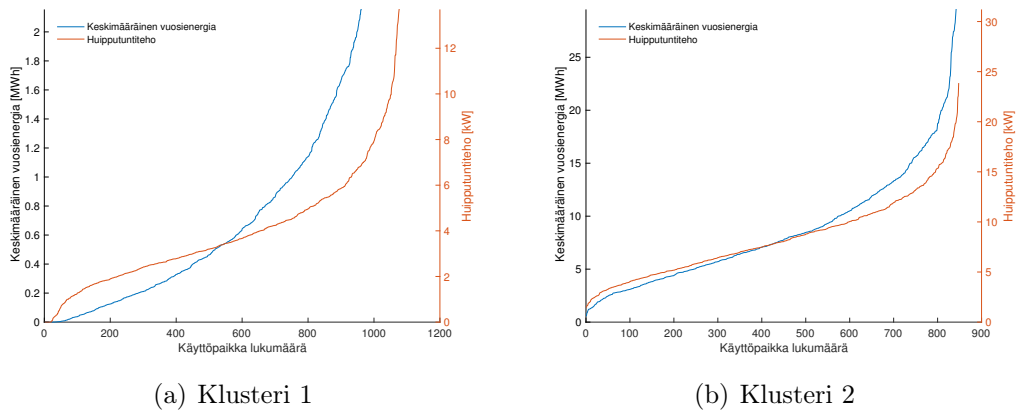 Keskimääräinen vuosienergia
Huipputuntiteho
Keskimääräinen vuosienergia [MWh]
2
1.8
1.6
1.4
1.2
1
0.8
0.6
0.4
0.2
0
12
10
8
6
4
2
0
Huipputuntiteho [kW]
0 200 400 600 800 1000 1200
Käyttöpaikka lukumäärä
(a) Klusteri 1
Keskimääräinen vuosienergia
Huipputuntiteho
Keskimääräinen vuosienergia [MWh]
25
20
15
10
5
0
30
25
20
15
10
5
0
Huipputuntiteho [kW]
0 100 200 300 400 500 600 700 800 900
Käyttöpaikka lukumäärä
(b) Klusteri 2